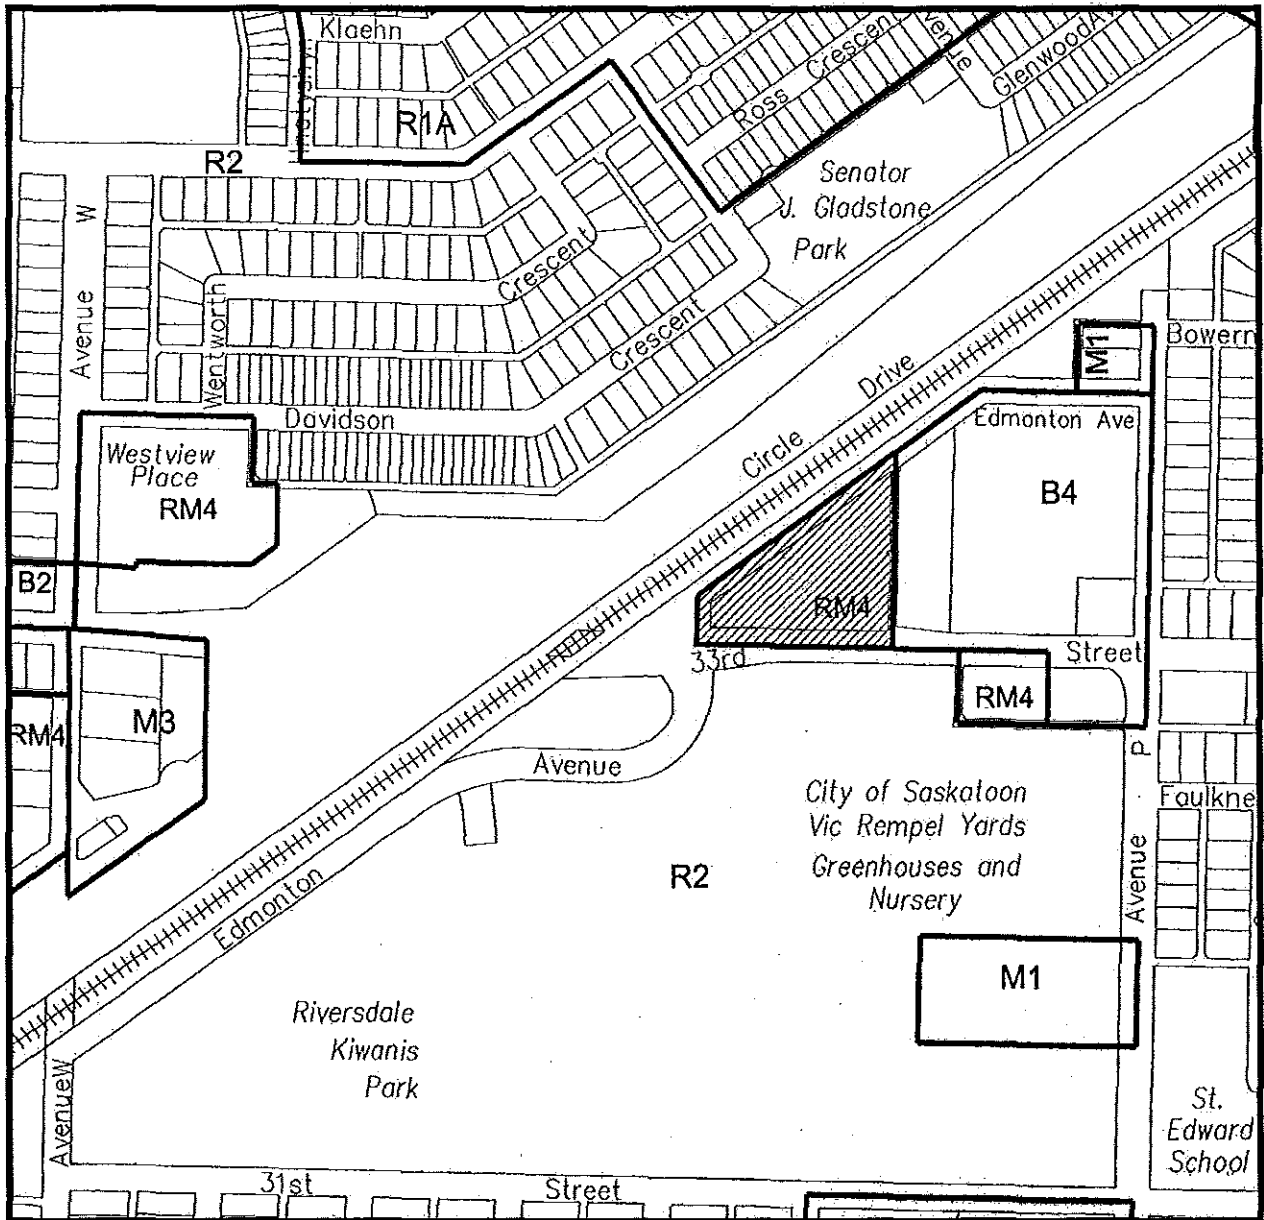 Klaehn
R1A
Ross Crescent
Glenwood
R2
Senator
J. Gladstone
Park
Avenue W
Crescent
Wentworth
Crescent
Davidson
Westview
Place
RM4
Circle Drive
M1
Bowern
Edmonton Ave
B4
B2
RM4
33rd
Street
RM4
RM4
M3
Avenue
Edmonton
City of Saskatoon
Vic Rempel Yards
Greenhouses and
Nursery
R2
Avenue P
Faulkne
M1
Riversdale
Kiwanis
Park
Avenue W
St.
Edward
School
31st Street